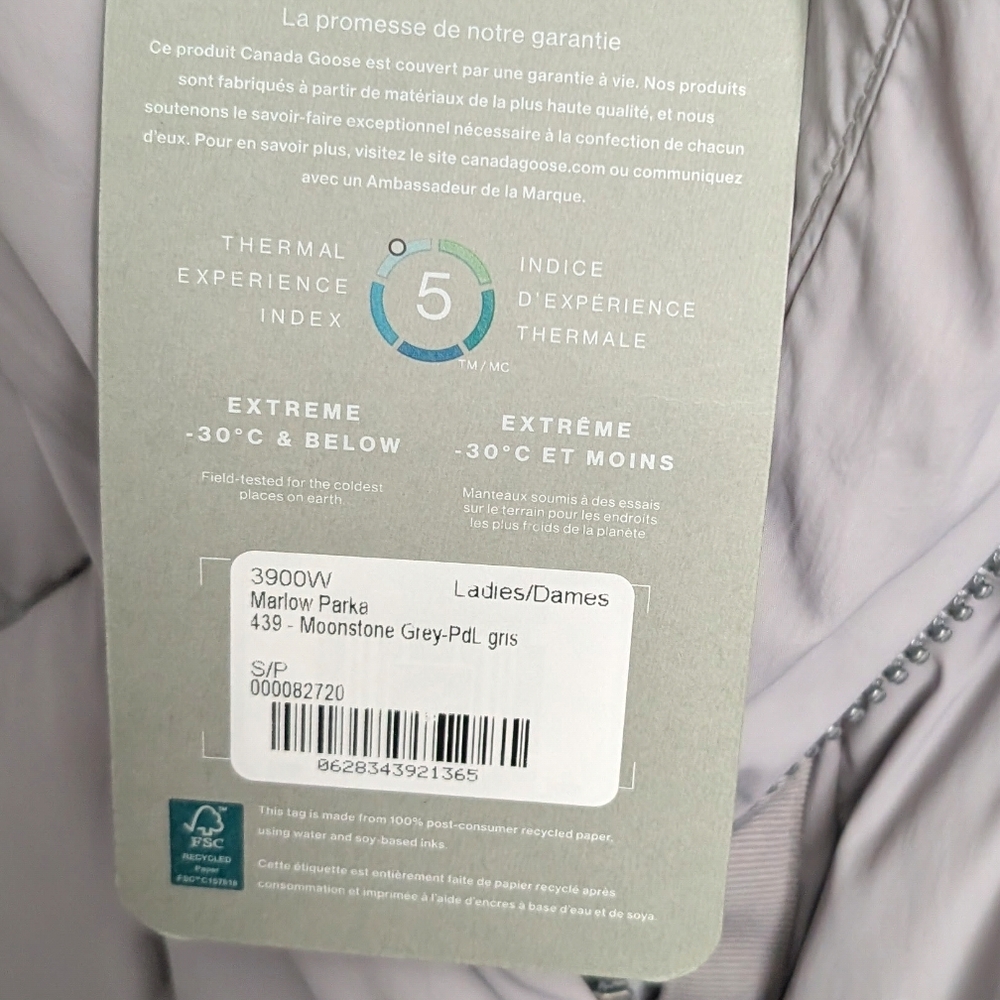 La promesse de notre garantie
Ce produit Canada Goose est couvert par une garantie à vie. Nos produits
sont fabriqués à partir de matériaux de la plus haute qualité, et nous
soutenons le savoir-faire exceptionnel nécessaire à la confection de chacun
d'eux. Pour en savoir plus, visitez le site canadagoose.com ou communiquez
avec un Ambassadeur de la Marque.
THERMAL
EXPERIENCE
INDEX
5
TM/MC
INDICE
D'EXPÉRIENCE
THERMALE
EXTREME
-30°C & BELOW
Field-tested for the coldest
places on earth.
EXTRÊME
-30°C ET MOINS
Manteaux soumis à des essais
sur le terrain pour les endroits
les plus froids de la planète
3900W Ladies/Dames
Marlow Parka
439 - Moonstone Grey-PdL gris
S/P
000082720
0628343921365
FSC
RECYCLED
Paper
FSC® C157818
This tag is made from 100% post-consumer recycled paper,
using water and soy-based inks.
Cette étiquette est entièrement faite de papier recyclé après
consommation et imprimée à l'aide d'encres à base d'eau et de soya.